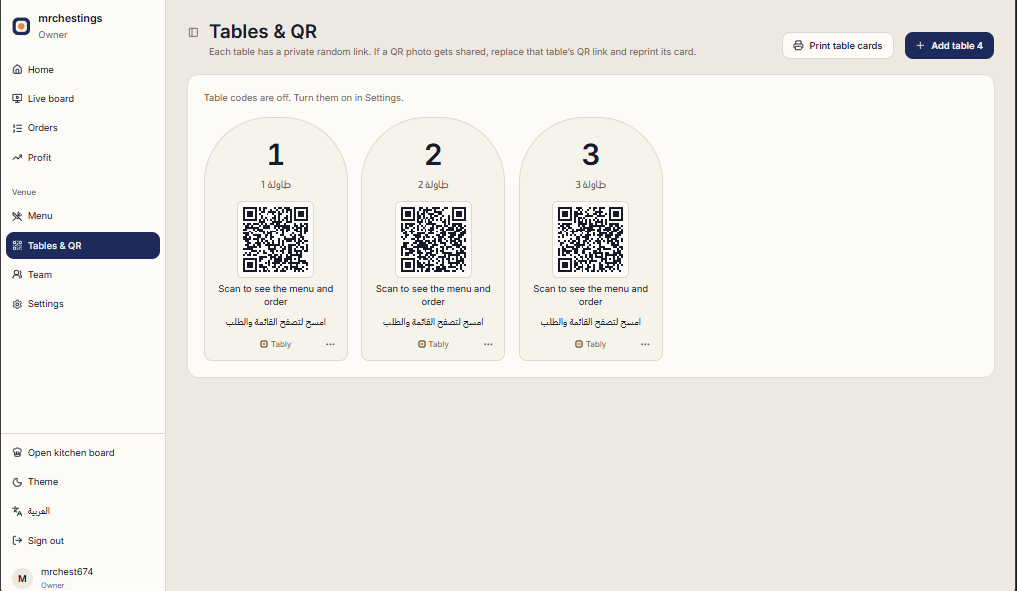 mrchestings
Owner
Home
Live board
Orders
Profit
Venue
Menu
Tables & QR
Team
Settings
Open kitchen board
Theme
العربية
Sign out
M
mrchest674
Owner
Tables & QR
Each table has a private random link. If a QR photo gets shared, replace that table's QR link and reprint its card.
Print table cards
Add table 4
Table codes are off. Turn them on in Settings.
1
طاولة 1
Scan to see the menu and
order
امسح لتصفح القائمة والطلب
Tably
2
طاولة 2
Scan to see the menu and
order
امسح لتصفح القائمة والطلب
Tably
3
طاولة 3
Scan to see the menu and
order
امسح لتصفح القائمة والطلب
Tably